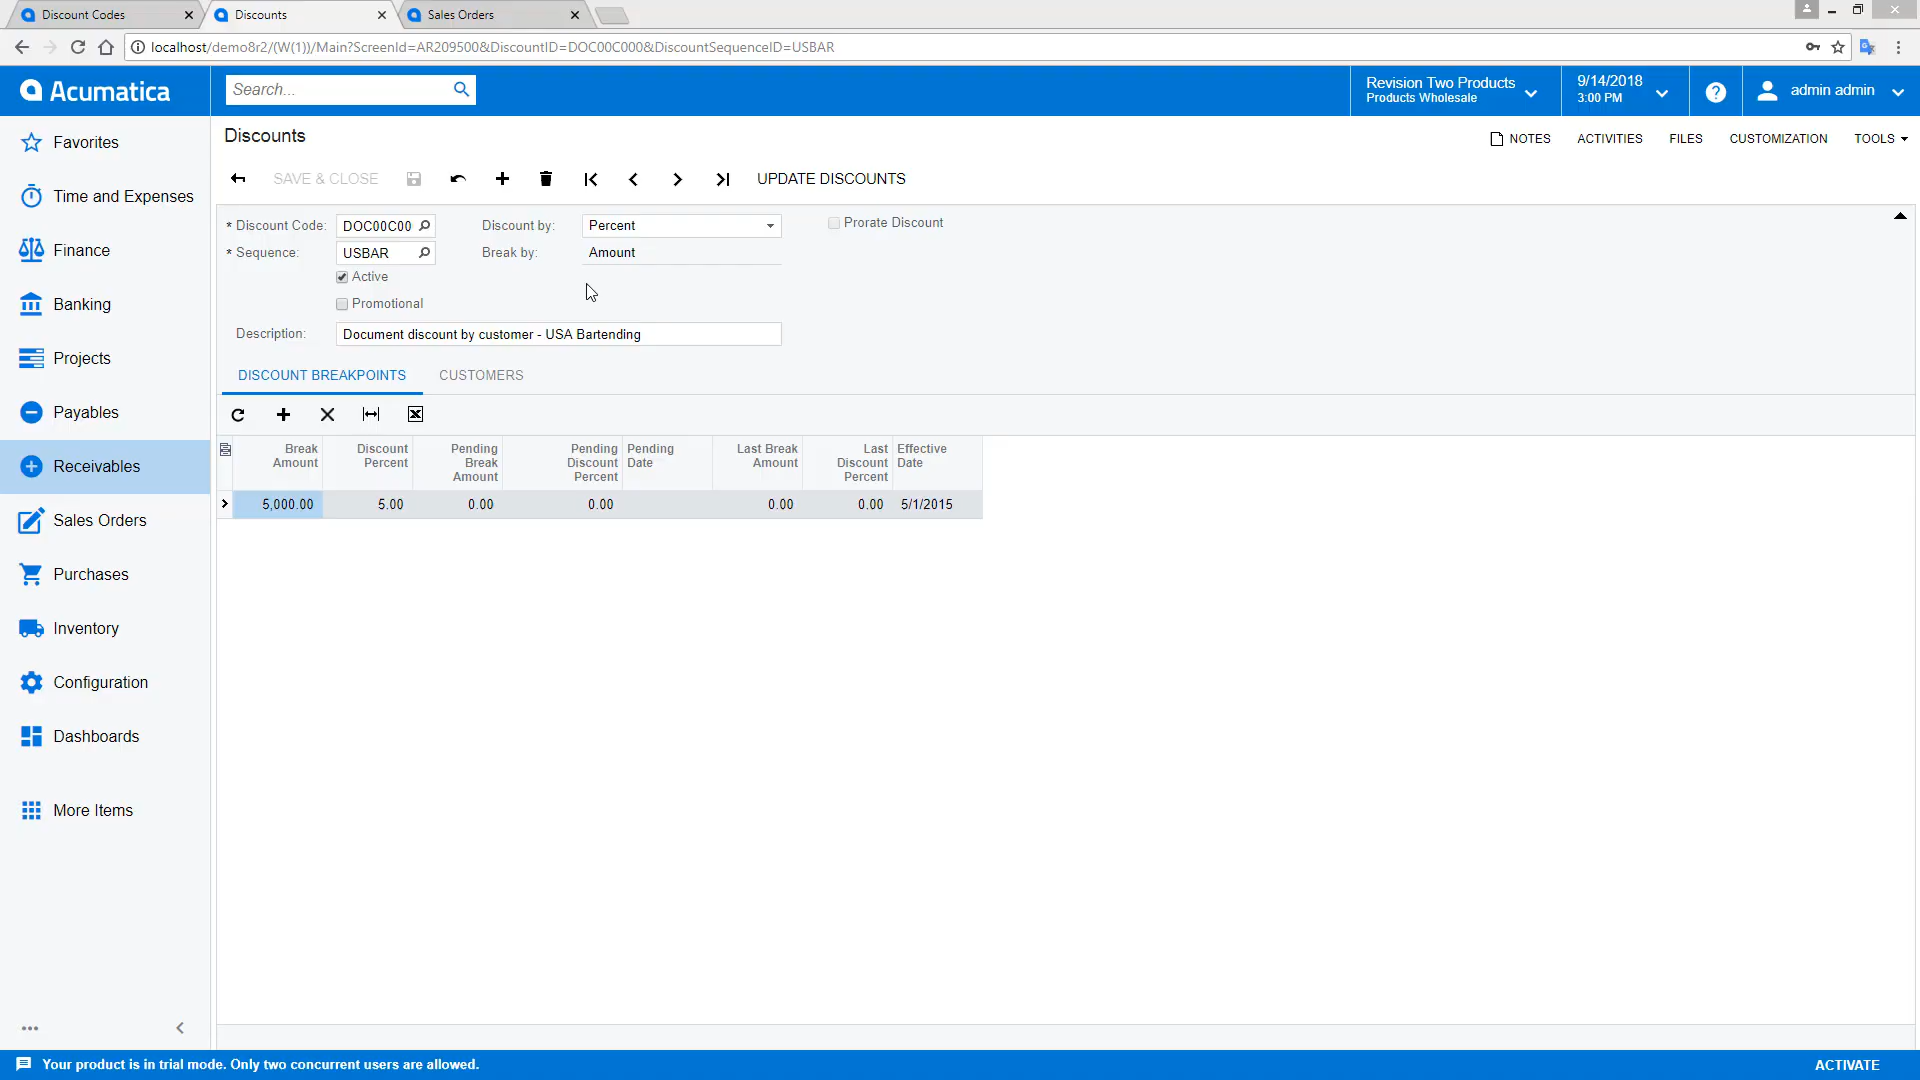 Discount Codes
Discounts
Sales Orders
localhost/demo8r2/(W(1))/Main?ScreenId=AR209500&DiscountID=DOC00C000&DiscountSequenceID=USBAR
Acumatica
Search...
Revision Two Products
Products Wholesale
9/14/2018
3:00 PM
admin admin
Favorites
Time and Expenses
Finance
Banking
Projects
Payables
Receivables
Sales Orders
Purchases
Inventory
Configuration
Dashboards
More Items
Discounts
NOTES ACTIVITIES FILES CUSTOMIZATION TOOLS
SAVE & CLOSE UPDATE DISCOUNTS
* Discount Code: DOC00C00 Discount by: Percent Prorate Discount
* Sequence: USBAR Break by: Amount
Active
Promotional
Description: Document discount by customer - USA Bartending
DISCOUNT BREAKPOINTS CUSTOMERS
Break Amount Discount Percent Pending Break Amount Pending Discount Percent Pending Date Last Break Amount Last Discount Percent Effective Date
5,000.00 5.00 0.00 0.00 0.00 0.00 5/1/2015
Your product is in trial mode. Only two concurrent users are allowed.
ACTIVATE